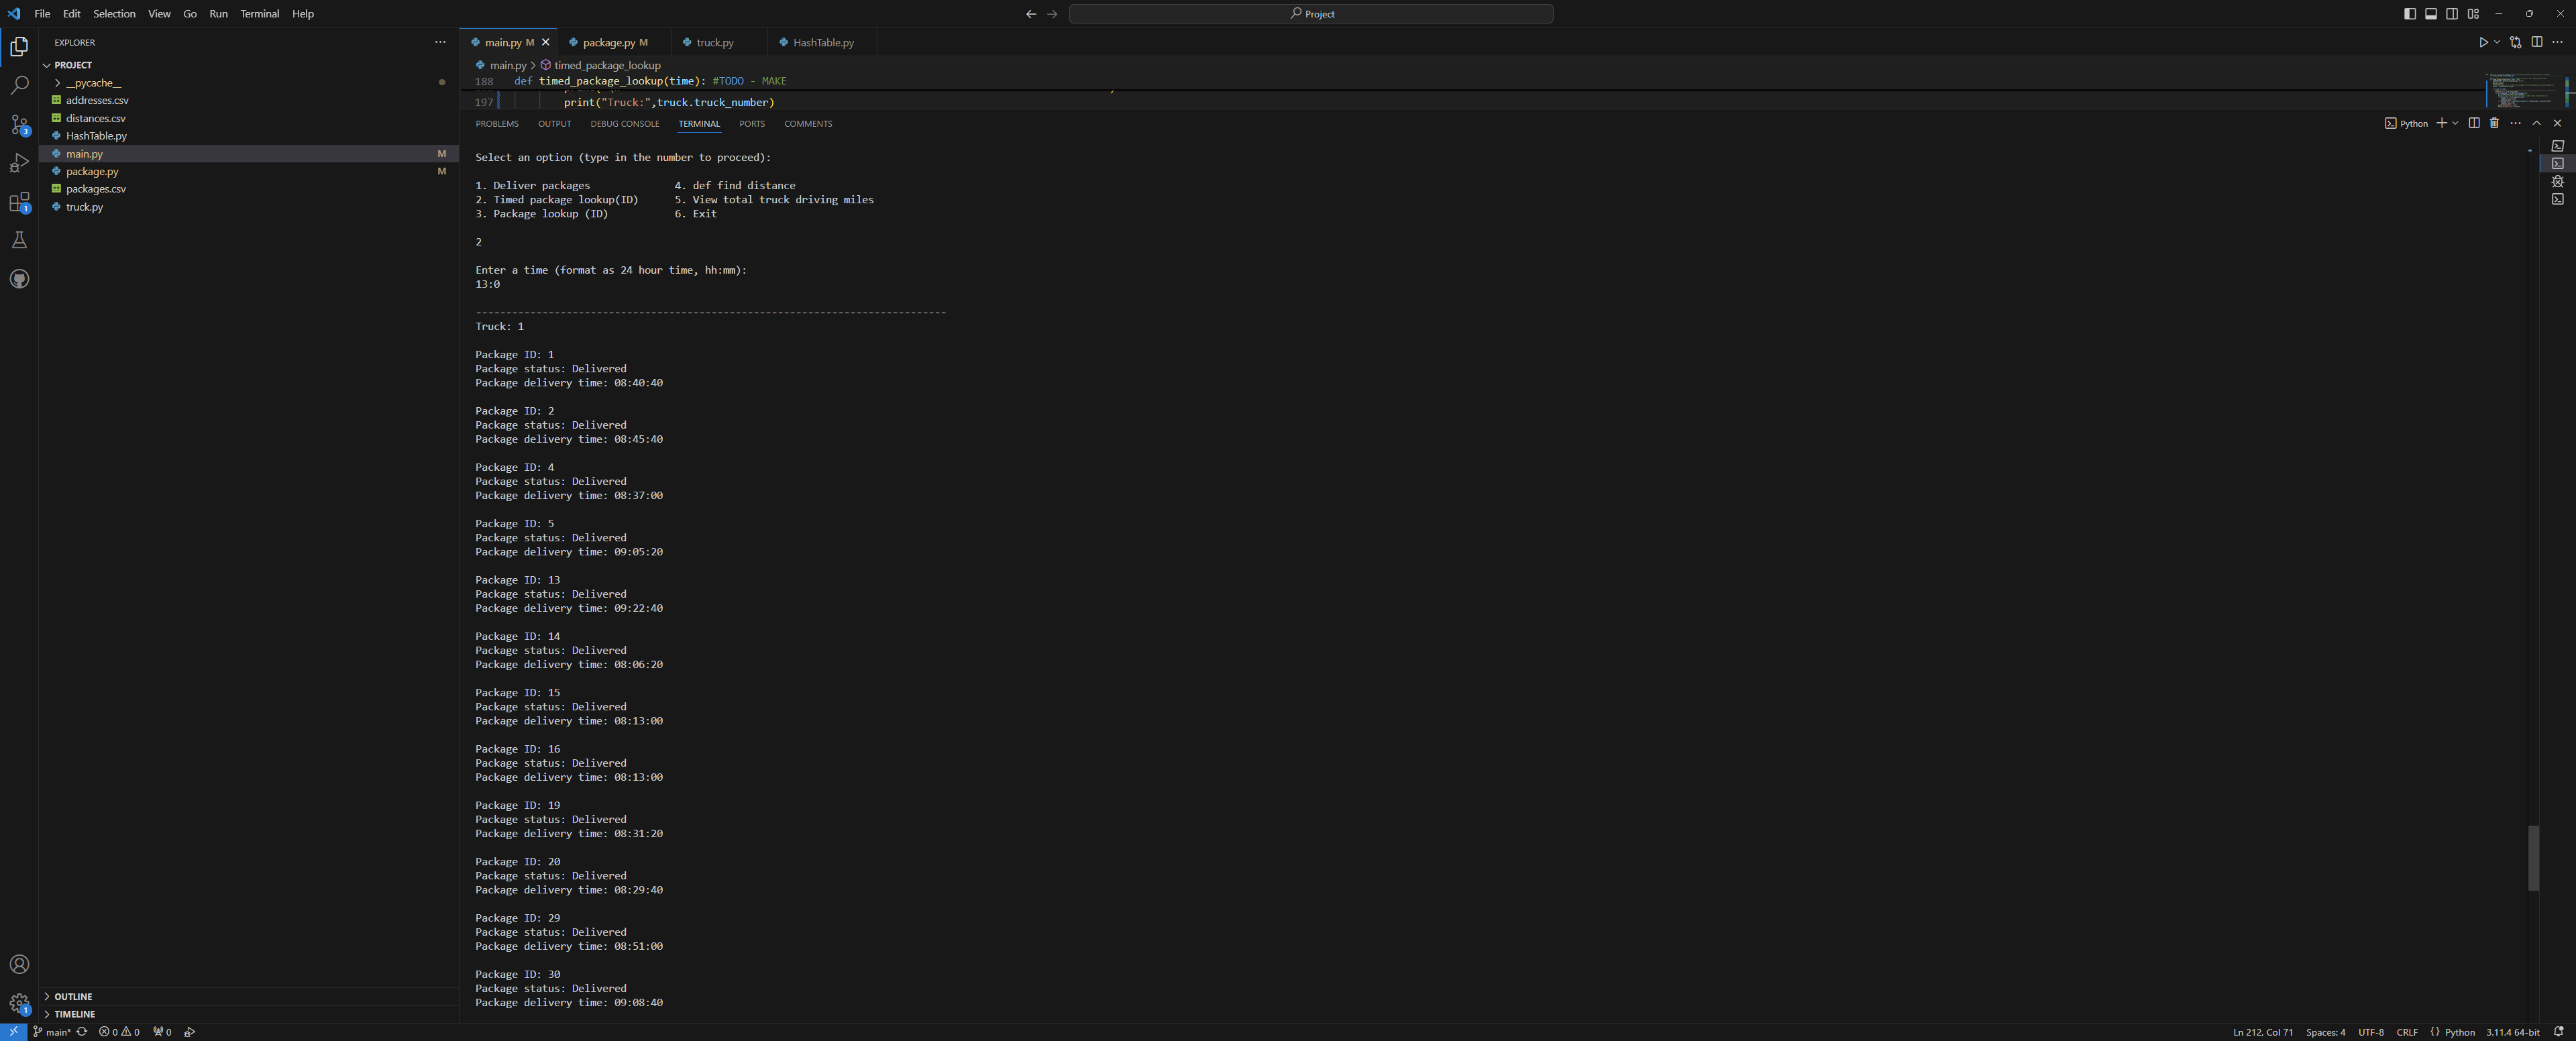 File Edit Selection View Go Run Terminal Help
Project
EXPLORER
PROJECT
__pycache__
addresses.csv
distances.csv
HashTable.py
main.py M
package.py M
packages.csv
truck.py
OUTLINE
TIMELINE
3
1
1
main.py M
package.py M
truck.py
HashTable.py
main.py > timed_package_lookup
188 def timed_package_lookup(time): #TODO - MAKE
197 print("Truck:",truck.truck_number)
PROBLEMS OUTPUT DEBUG CONSOLE TERMINAL PORTS COMMENTS
Python
Select an option (type in the number to proceed):
1. Deliver packages 4. def find distance
2. Timed package lookup(ID) 5. View total truck driving miles
3. Package lookup (ID) 6. Exit
2
Enter a time (format as 24 hour time, hh:mm):
13:0
------------------------------------------------------------------------------
Truck: 1
Package ID: 1
Package status: Delivered
Package delivery time: 08:40:40
Package ID: 2
Package status: Delivered
Package delivery time: 08:45:40
Package ID: 4
Package status: Delivered
Package delivery time: 08:37:00
Package ID: 5
Package status: Delivered
Package delivery time: 09:05:20
Package ID: 13
Package status: Delivered
Package delivery time: 09:22:40
Package ID: 14
Package status: Delivered
Package delivery time: 08:06:20
Package ID: 15
Package status: Delivered
Package delivery time: 08:13:00
Package ID: 16
Package status: Delivered
Package delivery time: 08:13:00
Package ID: 19
Package status: Delivered
Package delivery time: 08:31:20
Package ID: 20
Package status: Delivered
Package delivery time: 08:29:40
Package ID: 29
Package status: Delivered
Package delivery time: 08:51:00
Package ID: 30
Package status: Delivered
Package delivery time: 09:08:40
main* 0 0 0
Ln 212, Col 71 Spaces: 4 UTF-8 CRLF {} Python 3.11.4 64-bit